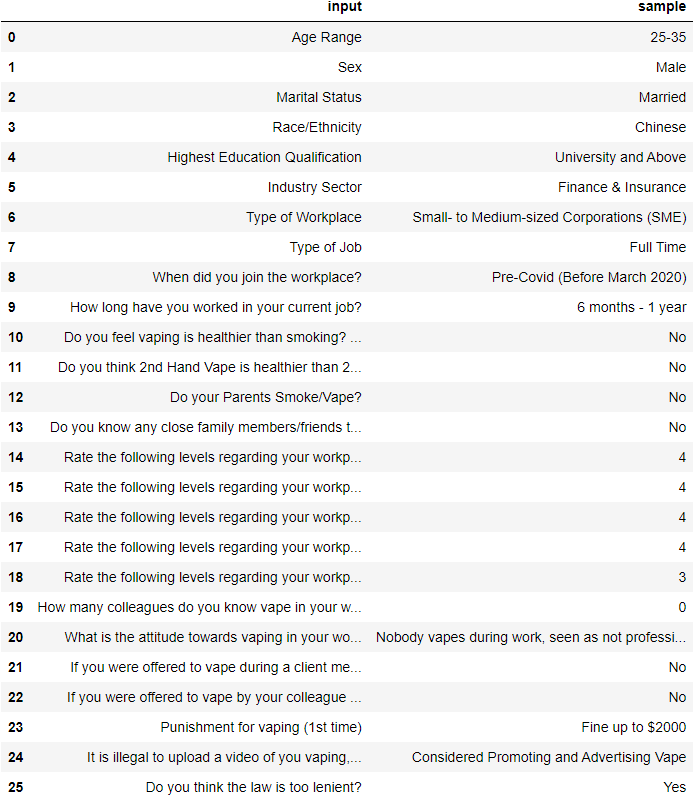 input sample
0 Age Range 25-35
1 Sex Male
2 Marital Status Married
3 Race/Ethnicity Chinese
4 Highest Education Qualification University and Above
5 Industry Sector Finance & Insurance
6 Type of Workplace Small- to Medium-sized Corporations (SME)
7 Type of Job Full Time
8 When did you join the workplace? Pre-Covid (Before March 2020)
9 How long have you worked in your current job? 6 months - 1 year
10 Do you feel vaping is healthier than smoking? ... No
11 Do you think 2nd Hand Vape is healthier than 2... No
12 Do your Parents Smoke/Vape? No
13 Do you know any close family members/friends t... No
14 Rate the following levels regarding your workp... 4
15 Rate the following levels regarding your workp... 4
16 Rate the following levels regarding your workp... 4
17 Rate the following levels regarding your workp... 4
18 Rate the following levels regarding your workp... 3
19 How many colleagues do you know vape in your w... 0
20 What is the attitude towards vaping in your wo... Nobody vapes during work, seen as not professi...
21 If you were offered to vape during a client me... No
22 If you were offered to vape by your colleague ... No
23 Punishment for vaping (1st time) Fine up to $2000
24 It is illegal to upload a video of you vaping,... Considered Promoting and Advertising Vape
25 Do you think the law is too lenient? Yes